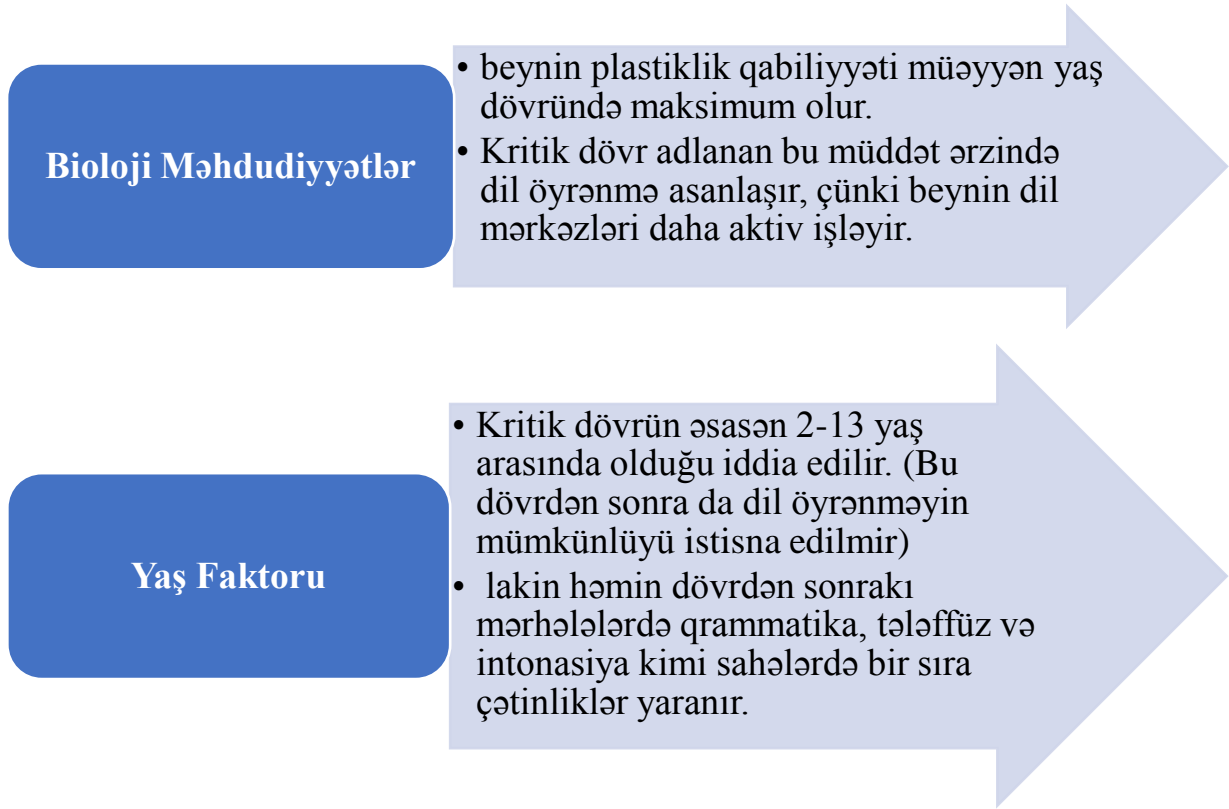 Bioloji Məhdudiyyətlər
• beynin plastiklik qabiliyyəti müəyyən yaş
dövründə maksimum olur.
• Kritik dövr adlanan bu müddət ərzində
dil öyrənmə asanlaşır, çünki beynin dil
mərkəzləri daha aktiv işləyir.
Yaş Faktoru
• Kritik dövrün əsasən 2-13 yaş
arasında olduğu iddia edilir. (Bu
dövrdən sonra da dil öyrənməyin
mümkünlüyü istisna edilmir)
• lakin həmin dövrdən sonrakı
mərhələlərdə qrammatika, tələffüz və
intonasiya kimi sahələrdə bir sıra
çətinliklər yaranır.